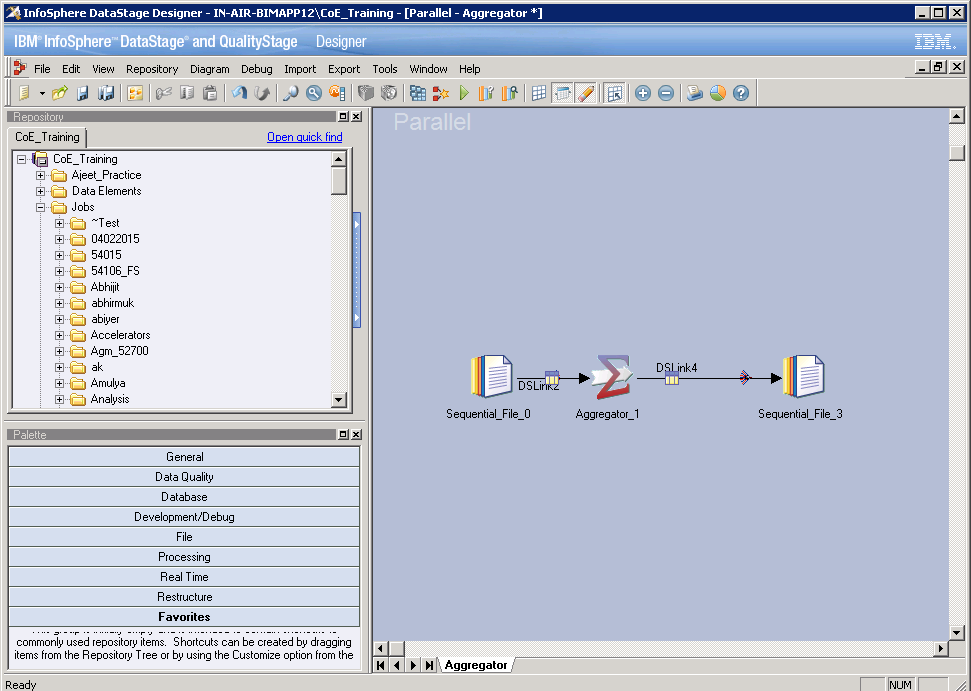 InfoSphere DataStage Designer - IN-AIR-BIMAPP12\CoE_Training - [Parallel - Aggregator *]
IBM® InfoSphere™ DataStage® and QualityStage Designer
IBM.
File Edit View Repository Diagram Debug Import Export Tools Window Help
Repository
CoE_Training
Open quick find
CoE_Training
Ajeet_Practice
Data Elements
Jobs
~Test
04022015
54015
54106_FS
Abhijit
abhirmuk
abiyer
Accelerators
Agm_52700
ak
Amulya
Analysis
Palette
General
Data Quality
Database
Development/Debug
File
Processing
Real Time
Restructure
Favorites
commonly used repository items. Shortcuts can be created by dragging
items from the Repository Tree or by using the Customize option from the
Parallel
DSLink2
DSLink4
Sequential_File_0
Aggregator_1
Sequential_File_3
Aggregator
Ready
NUM